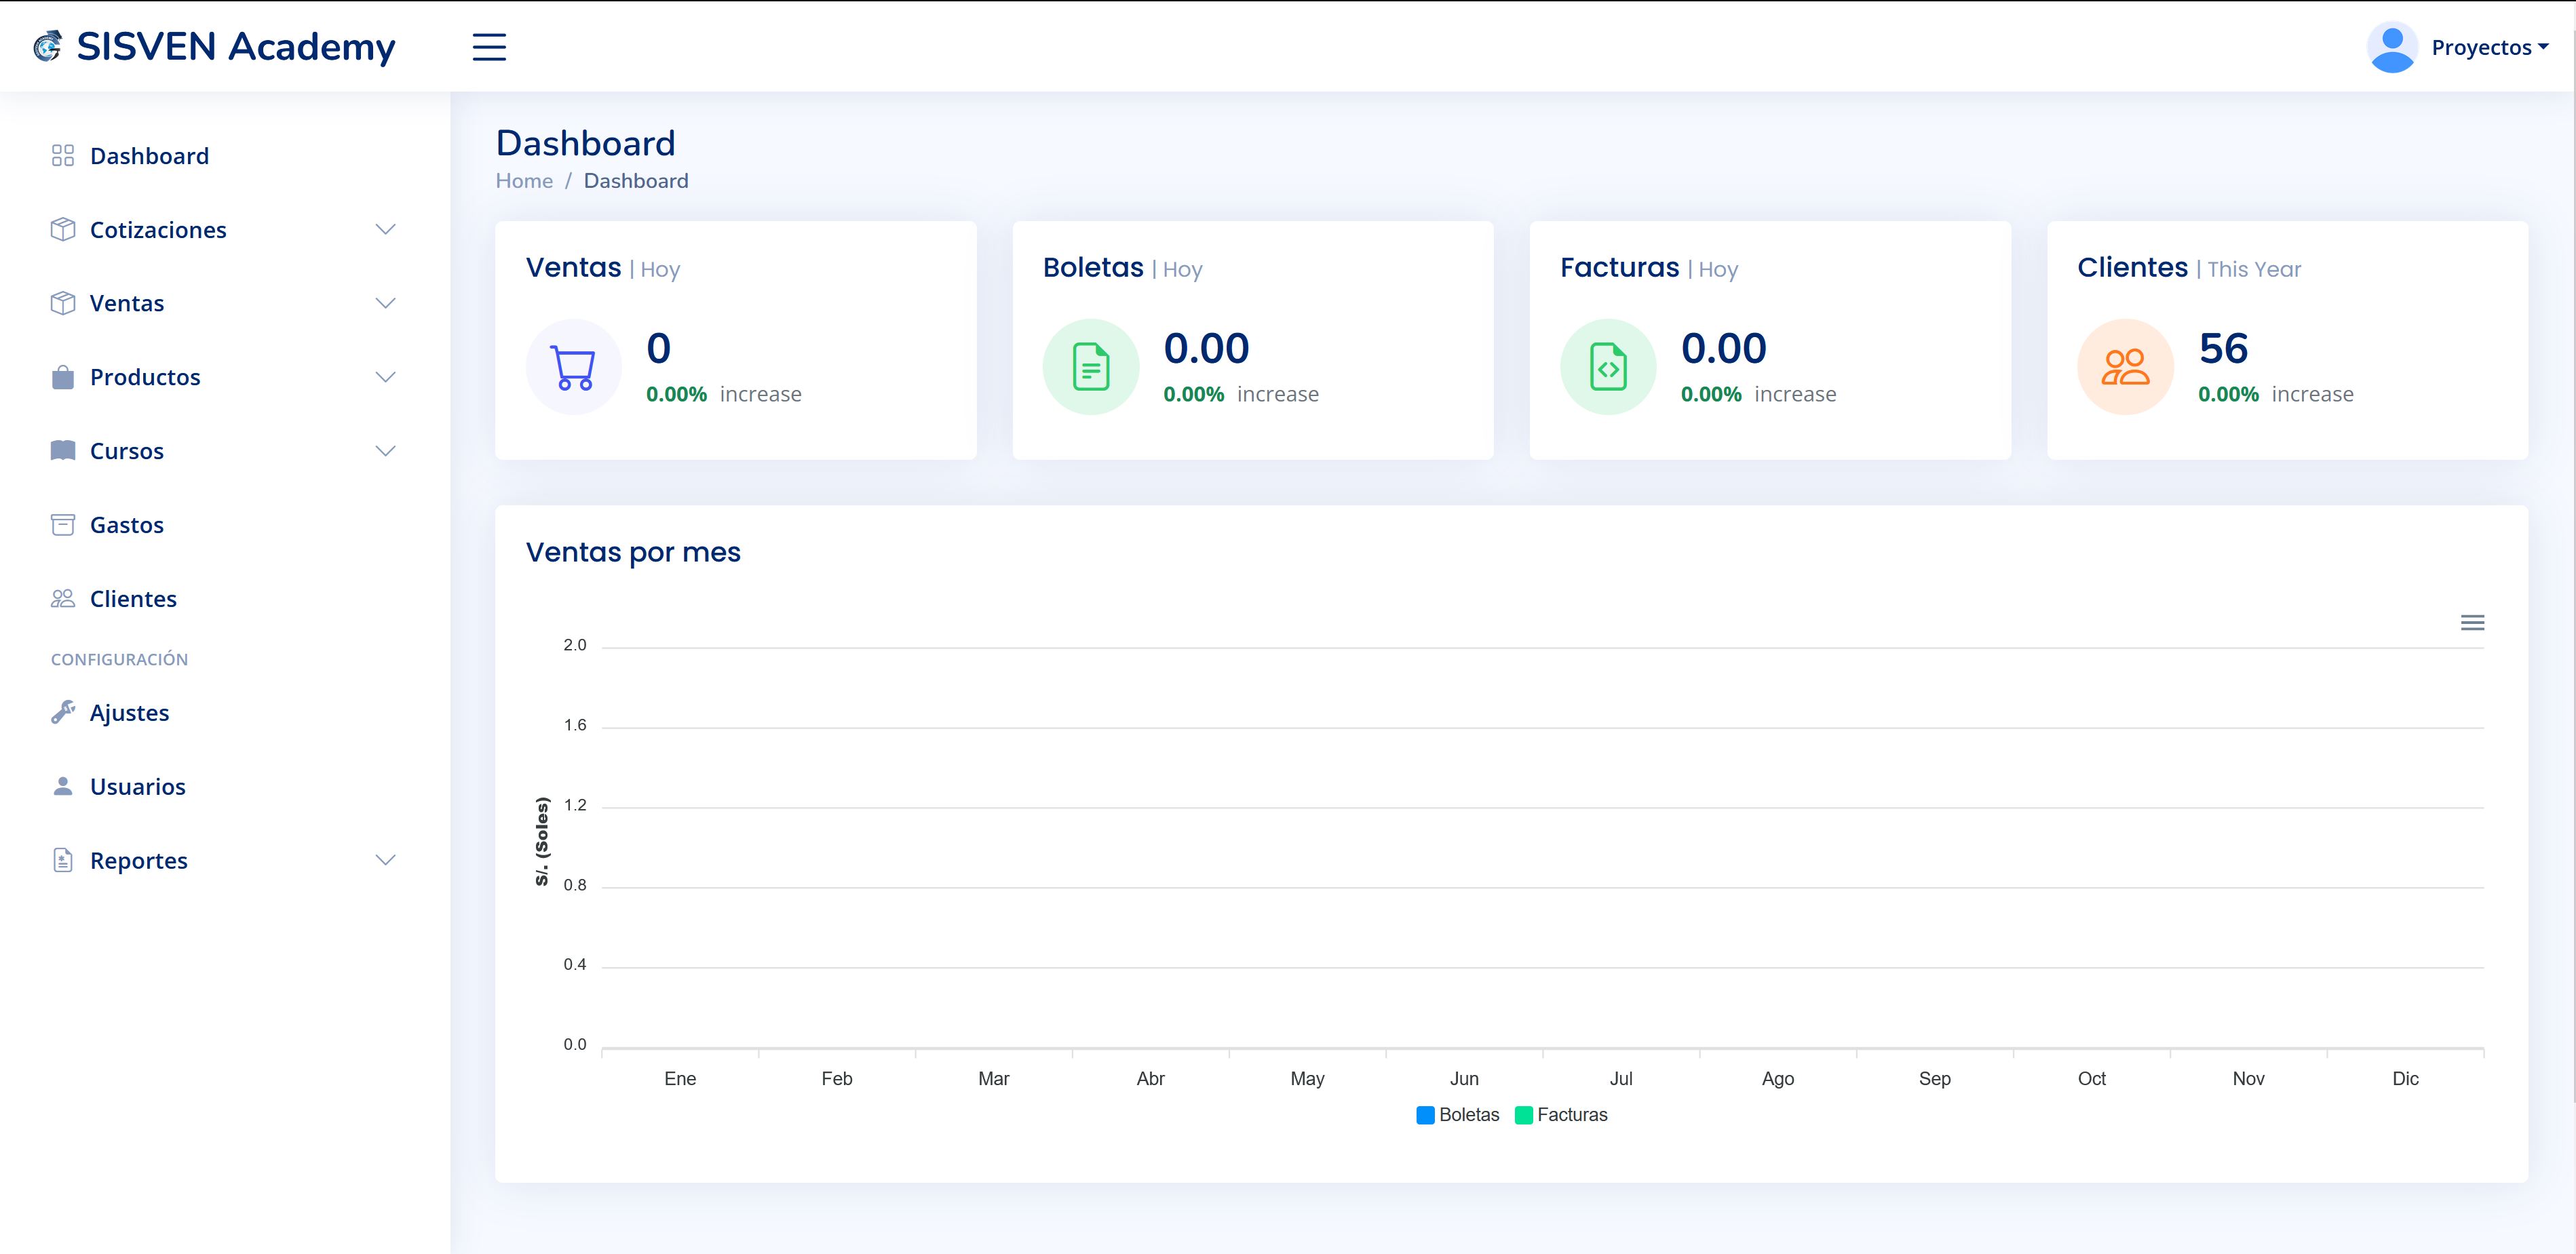 SISVEN Academy
Proyectos
Dashboard
Cotizaciones
Ventas
Productos
Cursos
Gastos
Clientes
CONFIGURACIÓN
Ajustes
Usuarios
Reportes
Dashboard
Home / Dashboard
Ventas | Hoy
0
0.00% increase
Boletas | Hoy
0.00
0.00% increase
Facturas | Hoy
0.00
0.00% increase
Clientes | This Year
56
0.00% increase
Ventas por mes
S/. (Soles)
2.0
1.6
1.2
0.8
0.4
0.0
Ene Feb Mar Abr May Jun Jul Ago Sep Oct Nov Dic
Boletas Facturas